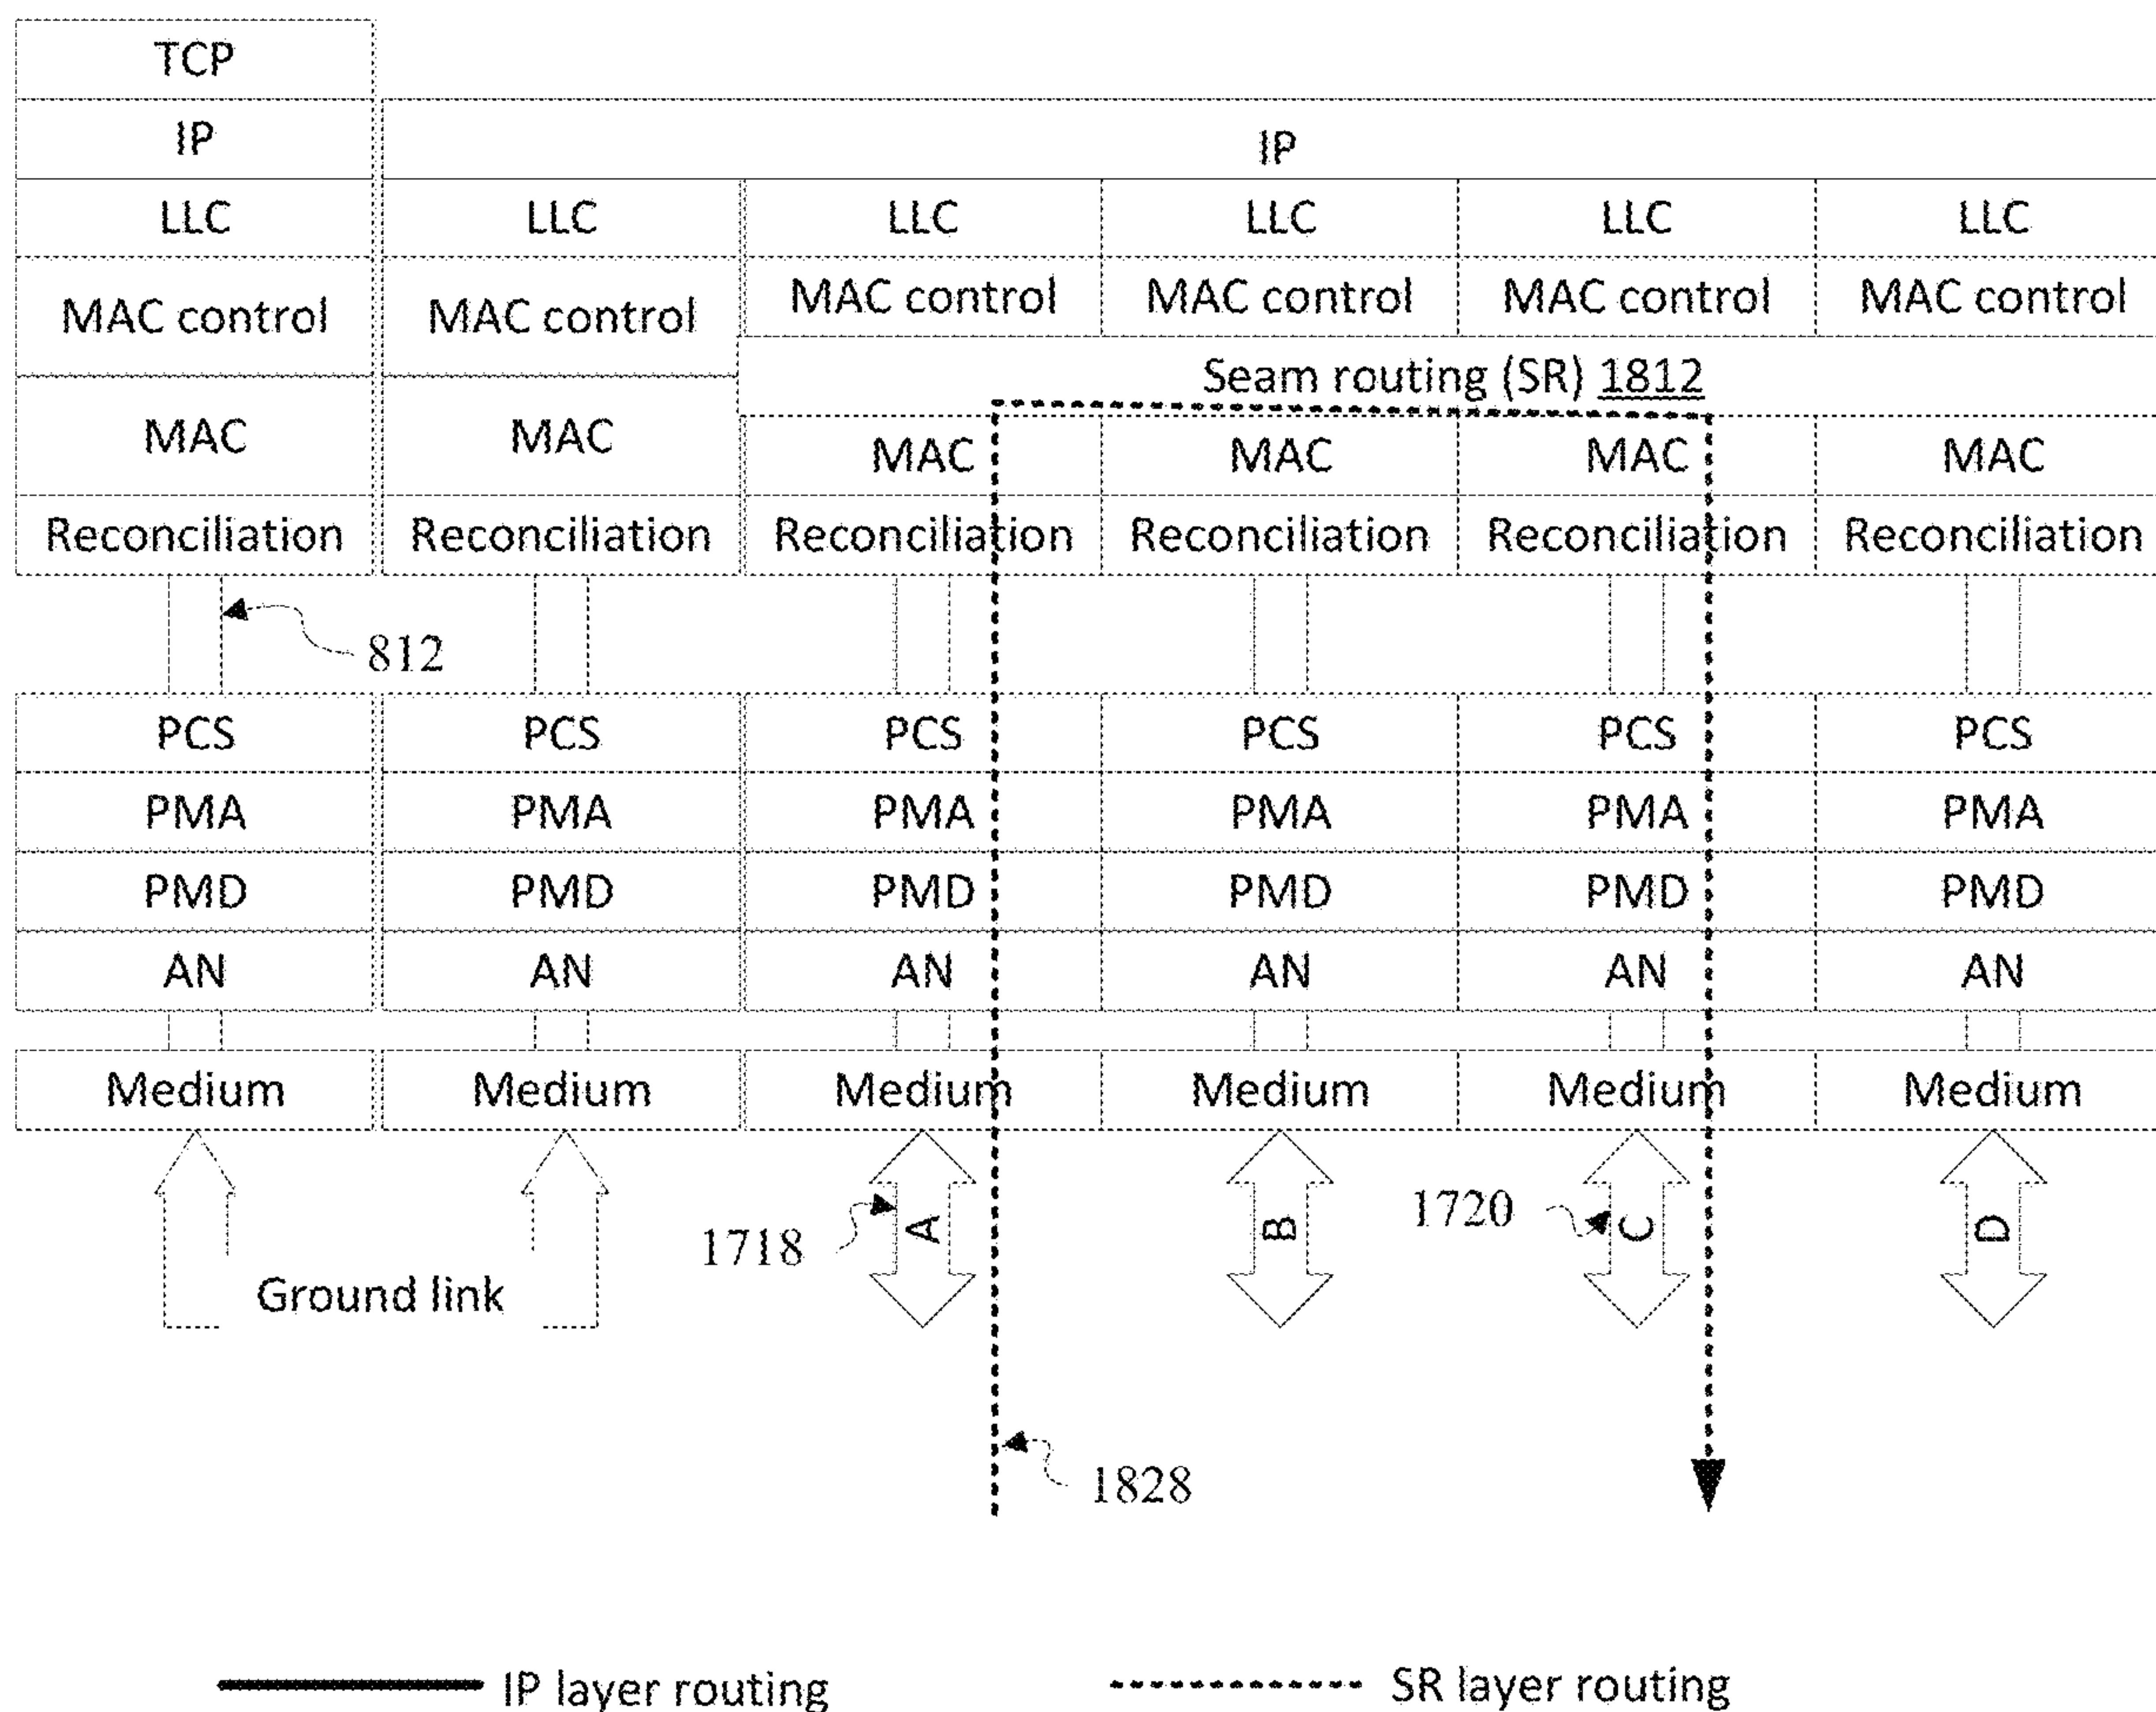 TCP
IP IP
LLC LLC LLC LLC LLC LLC
MAC control MAC control MAC control MAC control MAC control MAC control
Seam routing (SR) 1812
MAC MAC MAC MAC MAC MAC
Reconciliation Reconciliation Reconciliation Reconciliation Reconciliation Reconciliation
812
PCS PCS PCS PCS PCS PCS
PMA PMA PMA PMA PMA PMA
PMD PMD PMD PMD PMD PMD
AN AN AN AN AN AN
Medium Medium Medium Medium Medium Medium
1718 A B 1720 C D
Ground link
1828
IP layer routing SR layer routing